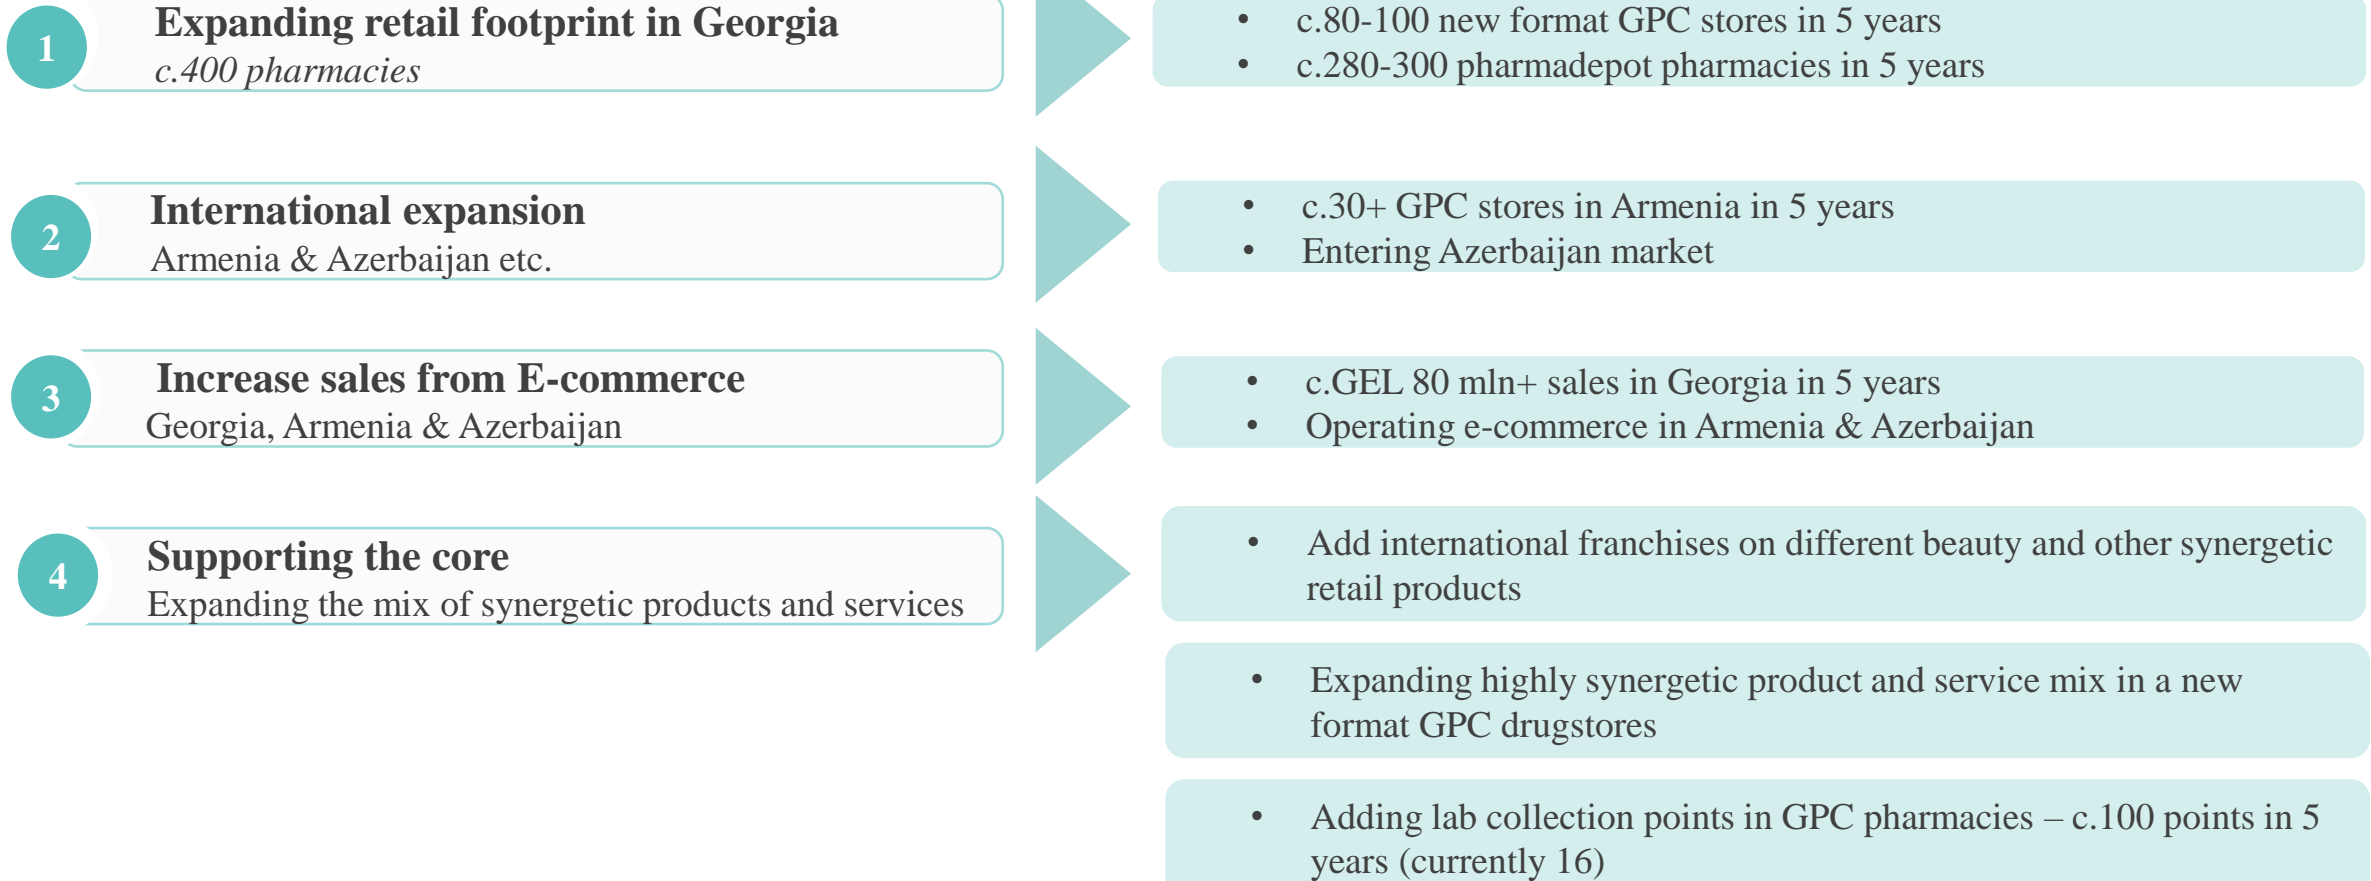 1
Expanding retail footprint in Georgia
c.400 pharmacies
• c.80-100 new format GPC stores in 5 years
• c.280-300 pharmadepot pharmacies in 5 years
2
International expansion
Armenia & Azerbaijan etc.
• c.30+ GPC stores in Armenia in 5 years
• Entering Azerbaijan market
3
Increase sales from E-commerce
Georgia, Armenia & Azerbaijan
• c.GEL 80 mln+ sales in Georgia in 5 years
• Operating e-commerce in Armenia & Azerbaijan
4
Supporting the core
Expanding the mix of synergetic products and services
• Add international franchises on different beauty and other synergetic
retail products
• Expanding highly synergetic product and service mix in a new
format GPC drugstores
• Adding lab collection points in GPC pharmacies – c.100 points in 5
years (currently 16)